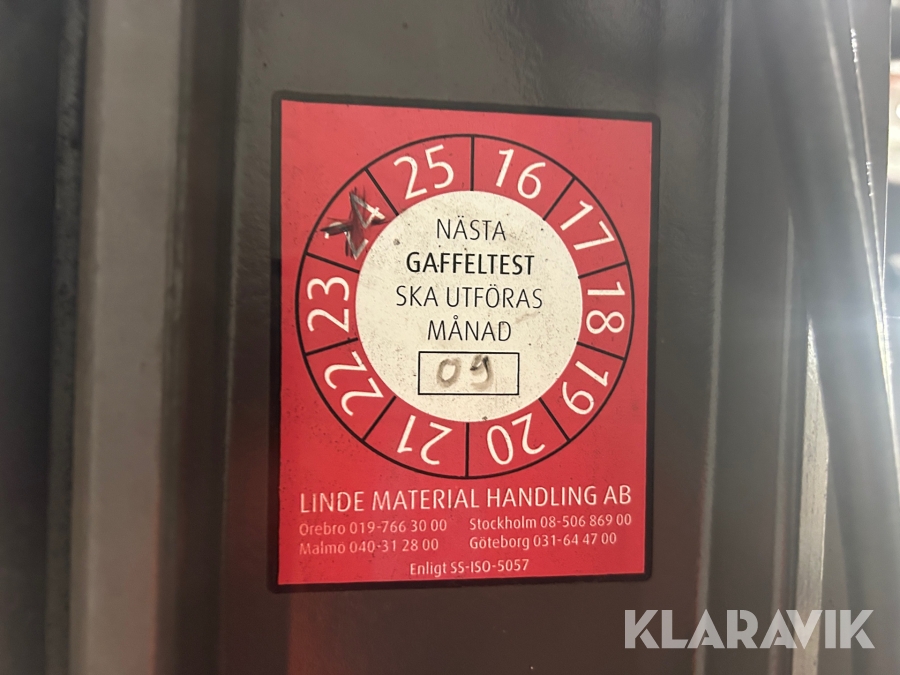 25 16 17 18 19 20 21 22 23 24
NÄSTA
GAFFELTEST
SKA UTFÖRAS
MÅNAD
09
LINDE MATERIAL HANDLING AB
Örebro 019-766 30 00 Stockholm 08-506 869 00
Malmö 040-31 28 00 Göteborg 031-64 47 00
Enligt SS-ISO-5057
KLARAVIK